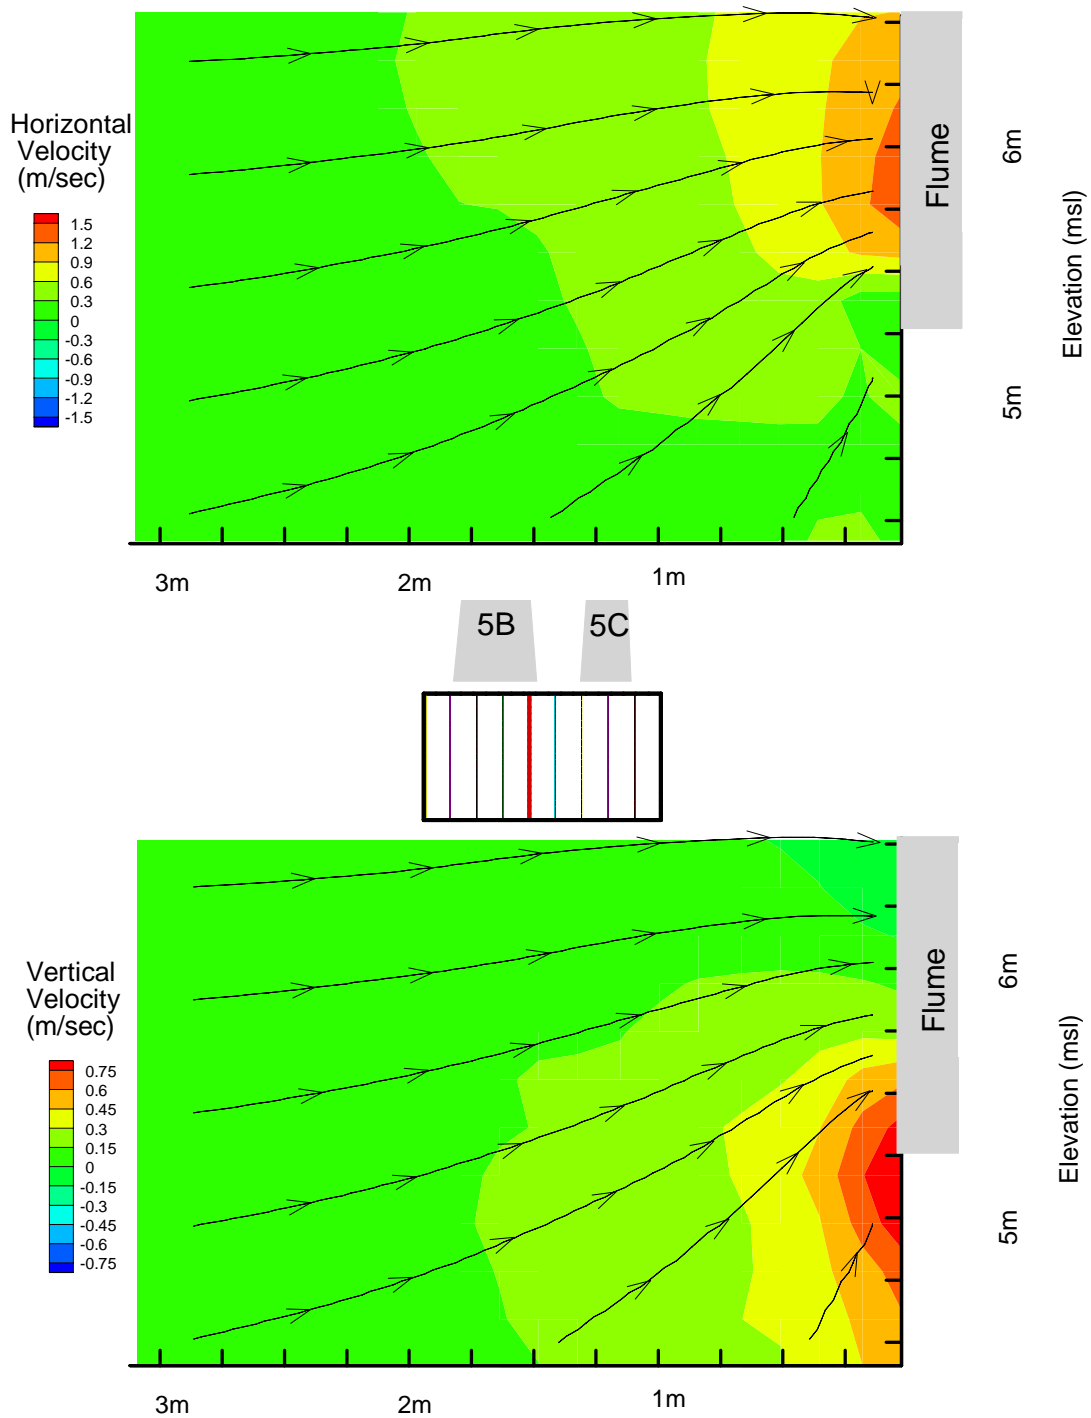 Horizontal
Velocity
(m/sec)
1.5
1.2
0.9
0.6
0.3
0
-0.3
-0.6
-0.9
-1.2
-1.5
Flume
6m
5m
Elevation (msl)
3m
2m
1m
5B
5C
Vertical
Velocity
(m/sec)
0.75
0.6
0.45
0.3
0.15
0
-0.15
-0.3
-0.45
-0.6
-0.75
Flume
6m
5m
Elevation (msl)
3m
2m
1m